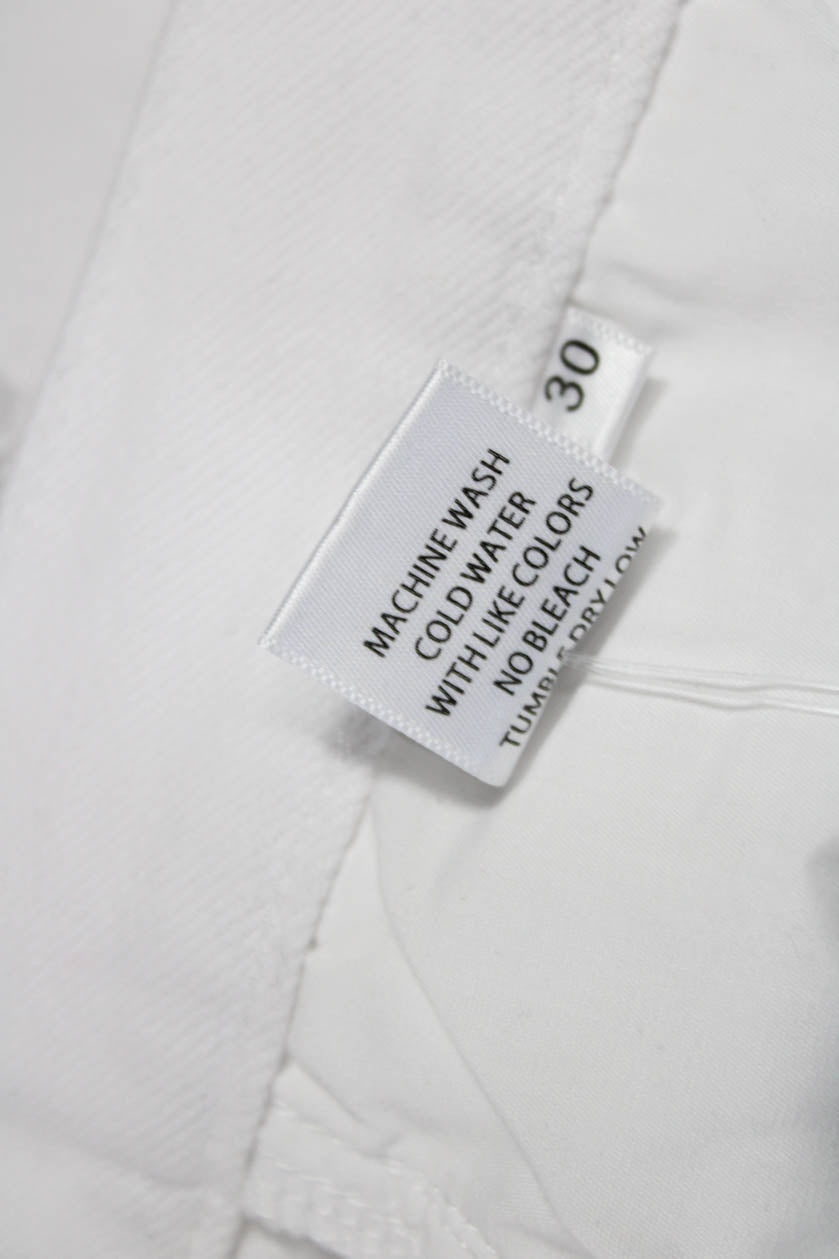 30
MACHINE WASH
COLD WATER
WITH LIKE COLORS
NO BLEACH
TUMBLE DRY LOW